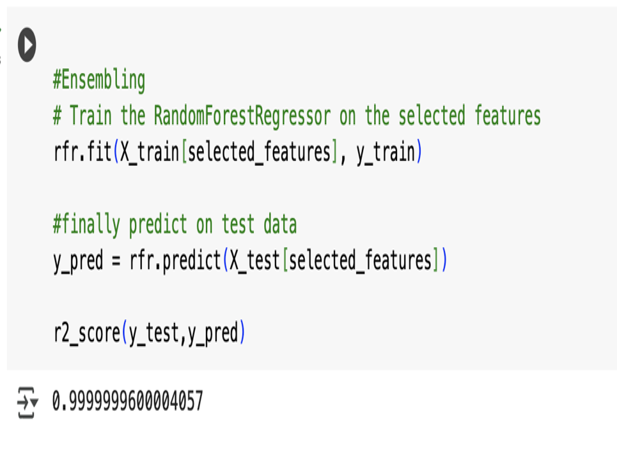 #Ensembling
# Train the RandomForestRegressor on the selected features
rfr.fit(X_train[selected_features], y_train)
#finally predict on test data
y_pred = rfr.predict(X_test[selected_features])
r2_score(y_test,y_pred)
0.9999999600004057